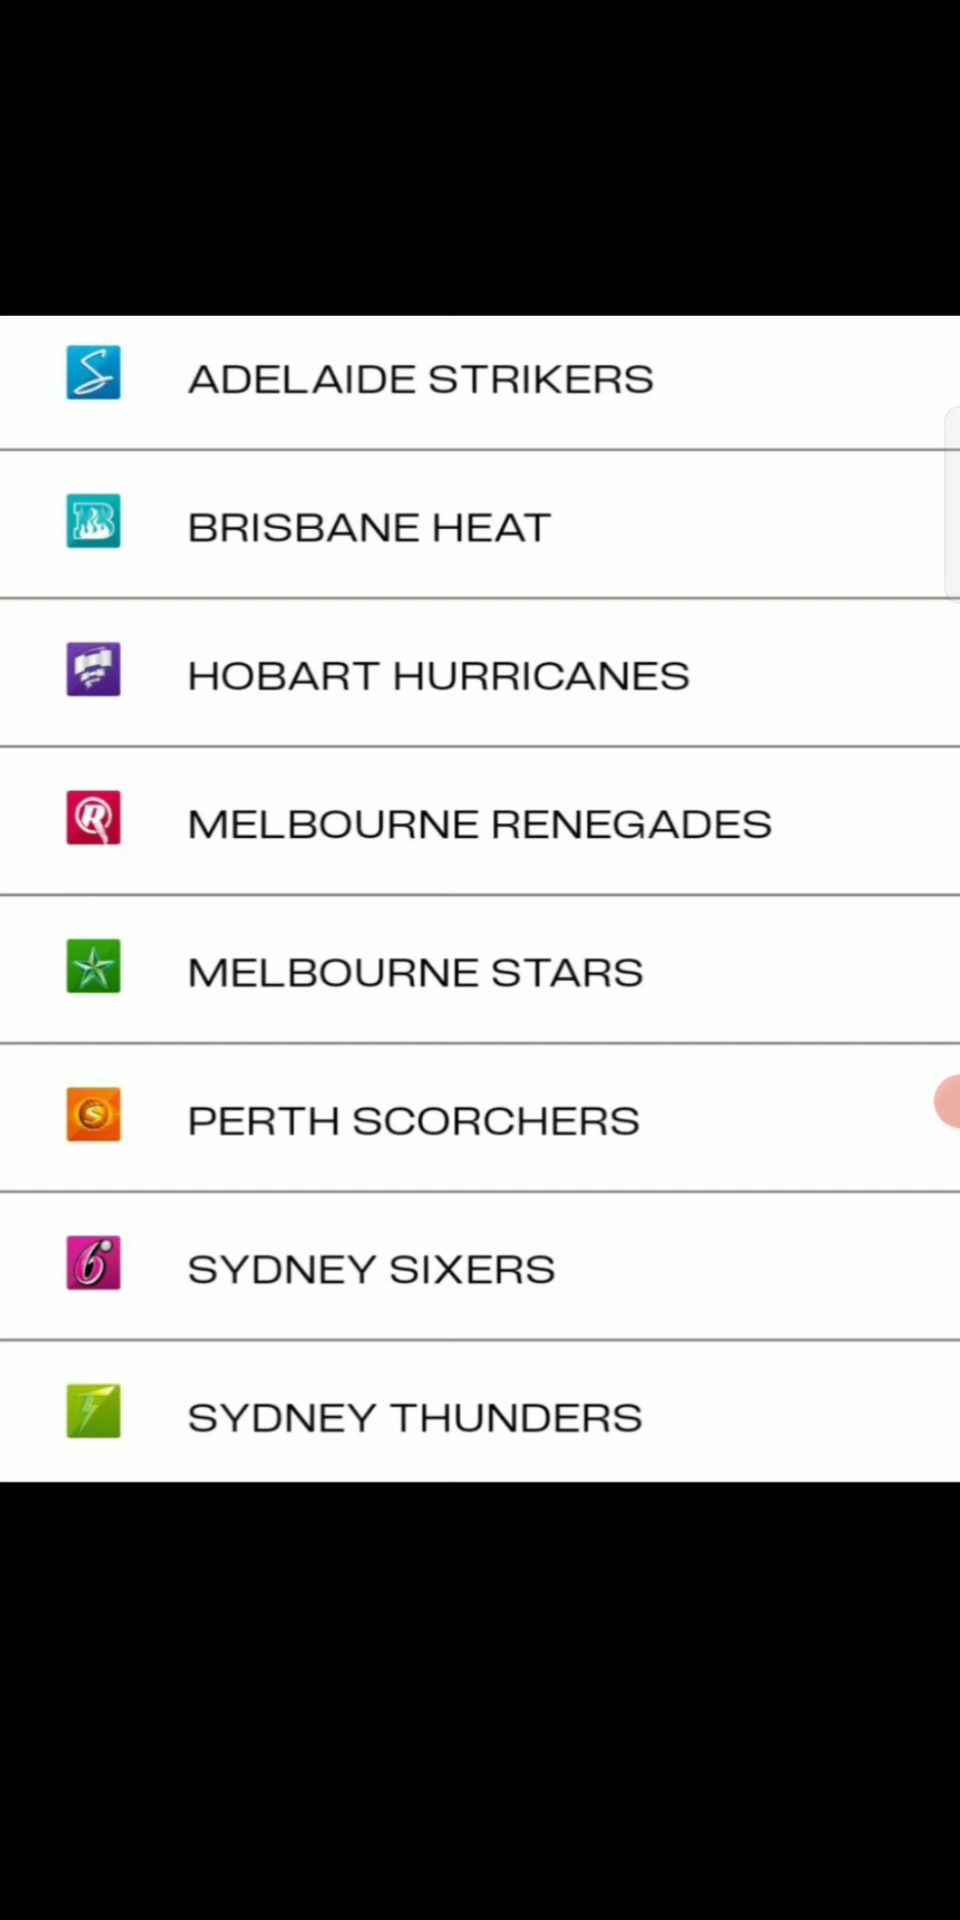 ADELAIDE STRIKERS
BRISBANE HEAT
HOBART HURRICANES
MELBOURNE RENEGADES
MELBOURNE STARS
PERTH SCORCHERS
SYDNEY SIXERS
SYDNEY THUNDERS